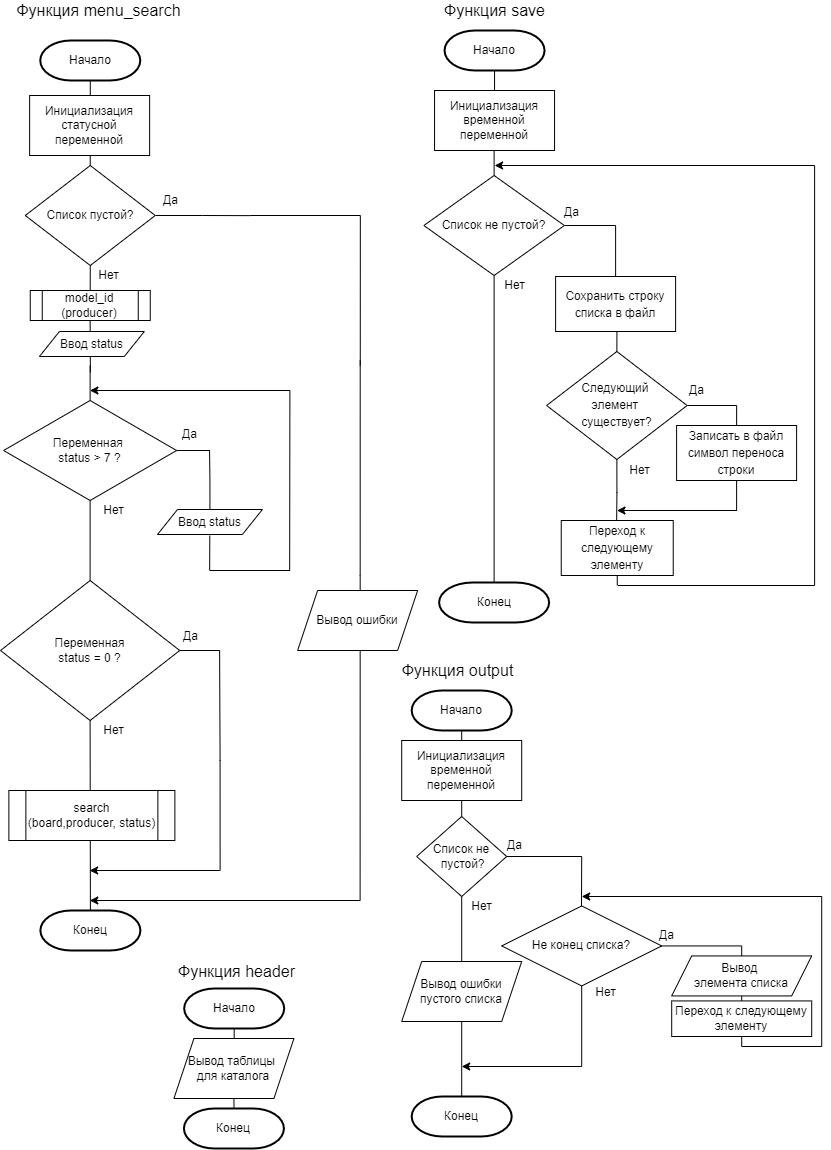 Функция menu_search
Начало
Инициализация
статусной
переменной
Список пустой?
Да
Нет
model_id
(producer)
Ввод status
Переменная
status > 7 ?
Да
Ввод status
Нет
Переменная
status = 0 ?
Да
Нет
search
(board,producer, status)
Вывод ошибки
Конец
Функция save
Начало
Инициализация
временной
переменной
Список не пустой?
Да
Нет
Сохранить строку
списка в файл
Следующий
элемент
существует?
Да
Записать в файл
символ переноса
строки
Нет
Переход к
следующему
элементу
Конец
Функция output
Начало
Инициализация
временной
переменной
Список не
пустой?
Да
Нет
Не конец списка?
Да
Вывод
элемента списка
Переход к следующему
элементу
Нет
Вывод ошибки
пустого списка
Конец
Функция header
Начало
Вывод таблицы
для каталога
Конец